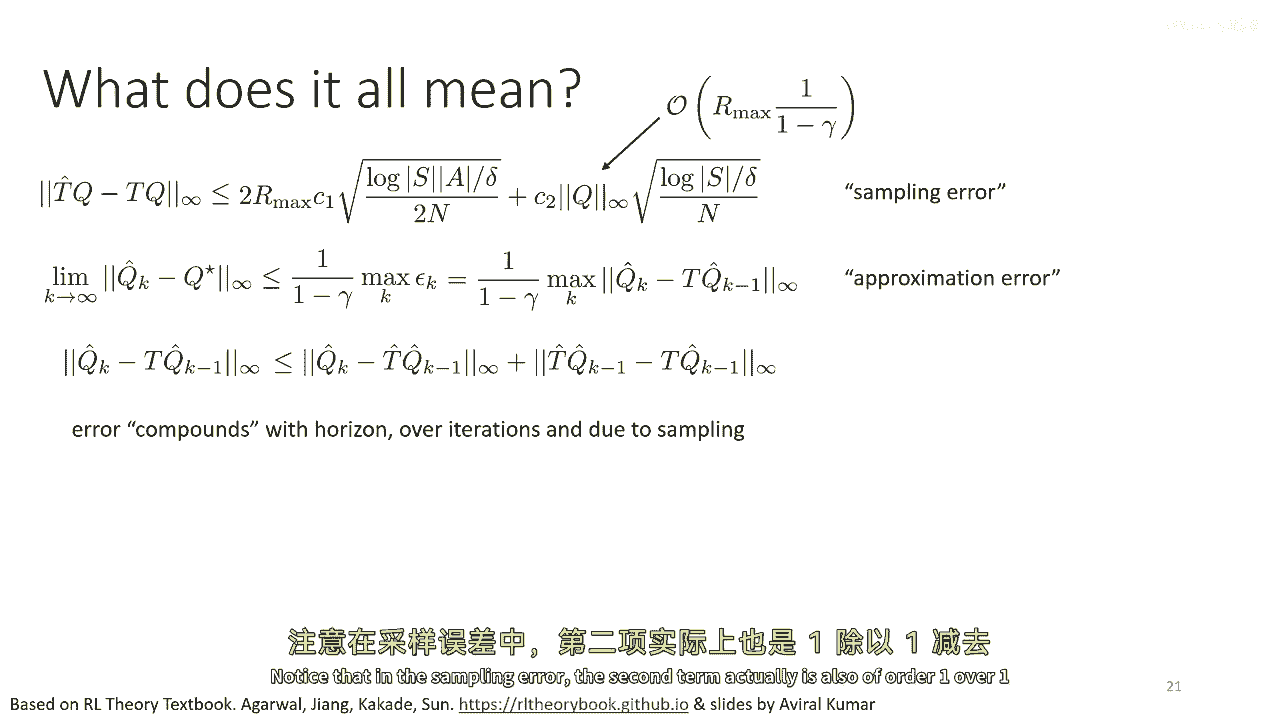 What does it all mean?
$\mathcal{O}\left(R_{\max}\frac{1}{1-\gamma}\right)$
$||\hat{T}Q - TQ||_\infty \leq 2R_{\max}c_1\sqrt{\frac{\log|S||A|/\delta}{2N}} + c_2||Q||_\infty\sqrt{\frac{\log|S|/\delta}{N}}$ “sampling error”
$\lim_{k\to\infty}||\hat{Q}_k - Q^\star||_\infty \leq \frac{1}{1-\gamma}\max_k \epsilon_k = \frac{1}{1-\gamma}\max_k||\hat{Q}_k - T\hat{Q}_{k-1}||_\infty$ “approximation error”
$||\hat{Q}_k - T\hat{Q}_{k-1}||_\infty \leq ||\hat{Q}_k - \hat{T}\hat{Q}_{k-1}||_\infty + ||\hat{T}\hat{Q}_{k-1} - T\hat{Q}_{k-1}||_\infty$
error “compounds” with horizon, over iterations and due to sampling
注意在采样误差中，第二项实际上也是 1 除以 1 减去
Notice that in the sampling error, the second term actually is also of order 1 over 1
21
Based on RL Theory Textbook. Agarwal, Jiang, Kakade, Sun. https://rltheorybook.github.io & slides by Aviral Kumar